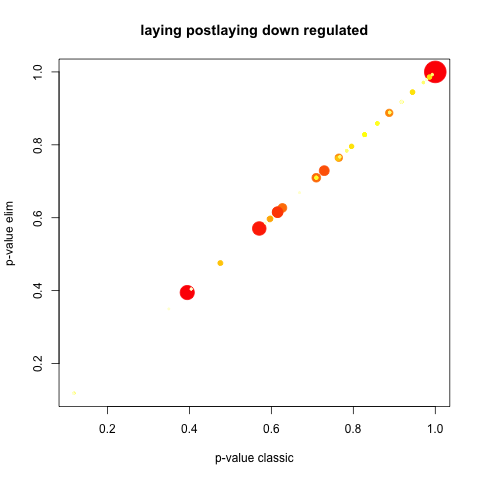 laying postlaying down regulated
1.0
0.8
0.6
0.4
0.2
p-value elim
0.2 0.4 0.6 0.8 1.0
p-value classic